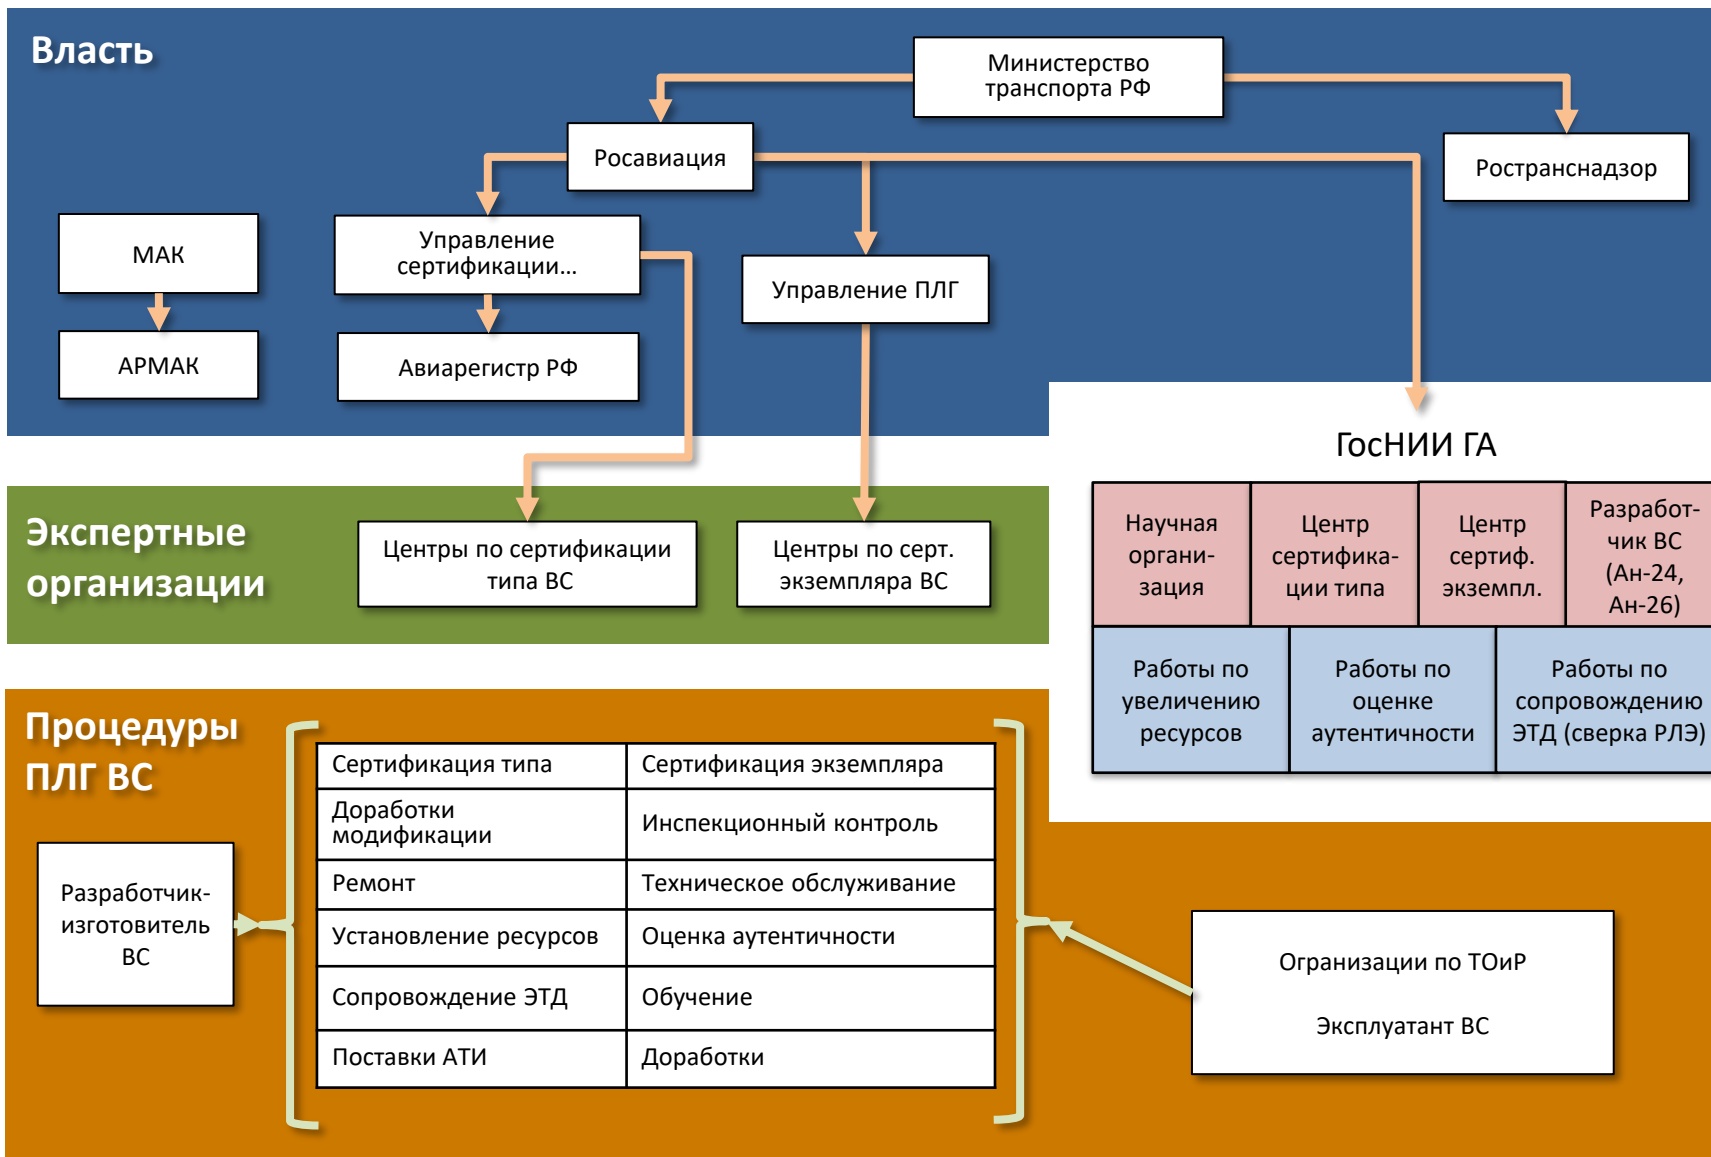 Власть
Министерство
транспорта РФ
Росавиация
Ространснадзор
МАК
Управление
сертификации…
Управление ПЛГ
АРМАК
Авиарегистр РФ
ГосНИИ ГА
Научная
органи-
зация
Центр
сертифика-
ции типа
Центр
сертиф.
экземпл.
Разработ-
чик ВС
(Ан-24,
Ан-26)
Работы по
увеличению
ресурсов
Работы по
оценке
аутентичности
Работы по
сопровождению
ЭТД (сверка РЛЭ)
Экспертные
организации
Центры по сертификации
типа ВС
Центры по серт.
экземпляра ВС
Процедуры
ПЛГ ВС
Разработчик-
изготовитель
ВС
Сертификация типа
Сертификация экземпляра
Доработки
модификации
Инспекционный контроль
Ремонт
Техническое обслуживание
Установление ресурсов
Оценка аутентичности
Сопровождение ЭТД
Обучение
Поставки АТИ
Доработки
Огранизации по ТОиР
Эксплуатант ВС